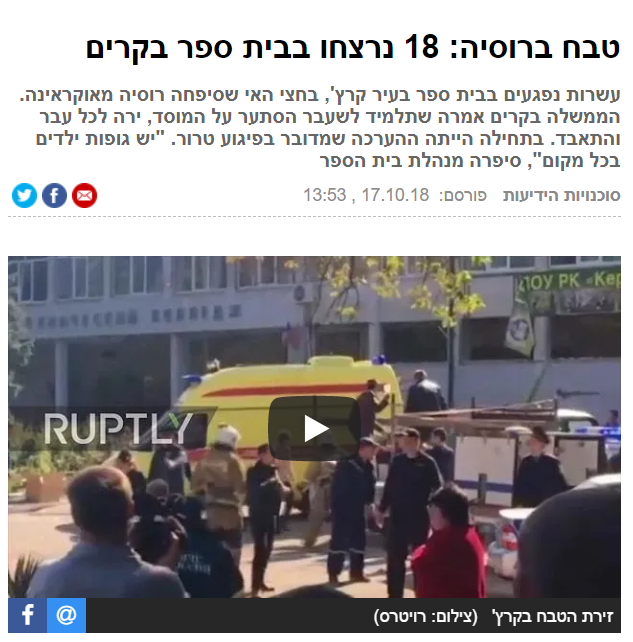 טבח ברוסיה: 18 נרצחו בבית ספר בקרים
עשרות נפגעים בבית ספר בעיר קרץ', בחצי האי שסיפחה רוסיה מאוקראינה.
הממשלה בקרים אמרה שתלמיד לשעבר הסתער על המוסד, ירה לכל עבר
והתאבד. בתחילה הייתה ההערכה שמדובר בפיגוע טרור. "יש גופות ילדים
בכל מקום", סיפרה מנהלת בית הספר
סוכנויות הידיעות פורסם: 17.10.18 , 13:53
ПОУ РК «Кер
RUPTLY
זירת הטבח בקרץ' (צילום: רויטרס)